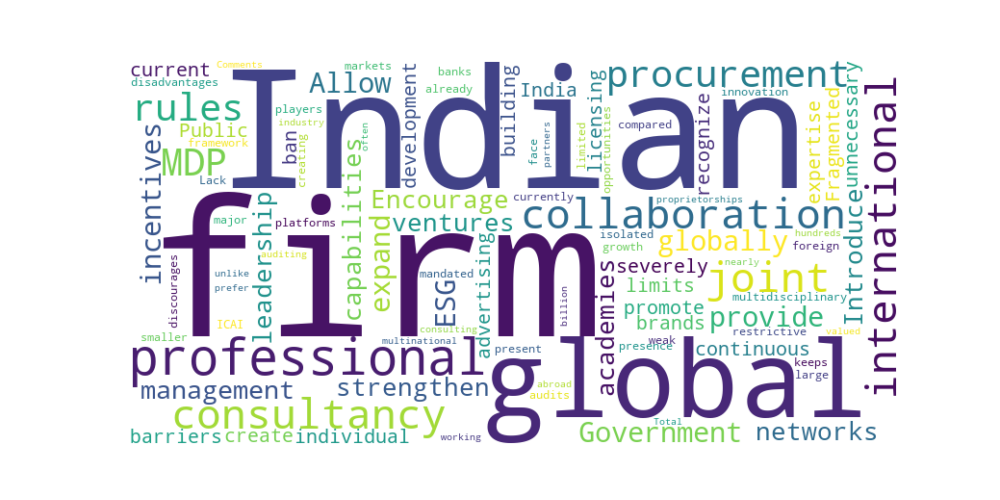 current
Comments
disadvantages
rules
Public
framework
MDP
Lack
Indian
ban
players
industry
creating
Allow
markets
often
development
banks
already
building
India
face
partners
limited
licensing
opportunities
procurement
compared
recognize
innovation
expertise
Fragmented
unnecessary
international
incentives
leadership
capabilities
expand
Encourage
ventures
currently
collaboration
proprietorships
isolated
growth
globally
hundreds
foreign
Introduce
firm
major
platforms
auditing
unlike
prefer
discourages
ICAI
smaller
mandated
ESG
advertising
consulting
multinational
billion
academies
severely
limits
promote
brands
weak
presence
nearly
joint
multidisciplinary
provide
restrictive
valued
continuous
keeps
large
professional
management
strengthen
present
global
abroad
audits
consultancy
barriers
create
individual
working
Total
Government
networks